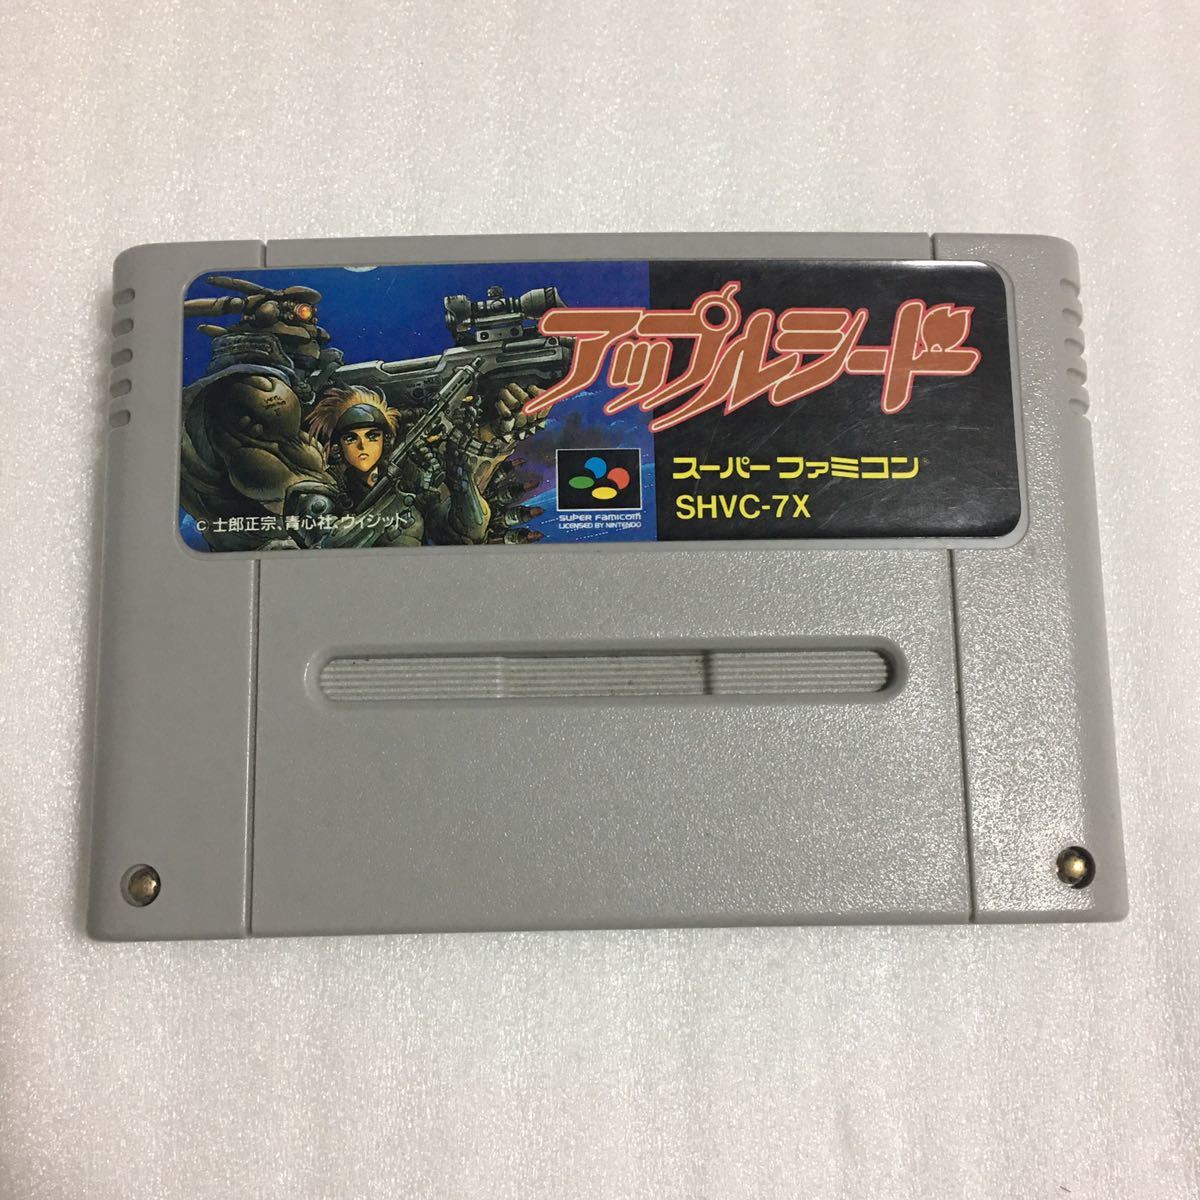 アップルシード
スーパーファミコン
SHVC-7X
SUPER FAMICOM
LICENSED BY NINTENDO
© 士郎正宗、青心社、ヴィジット